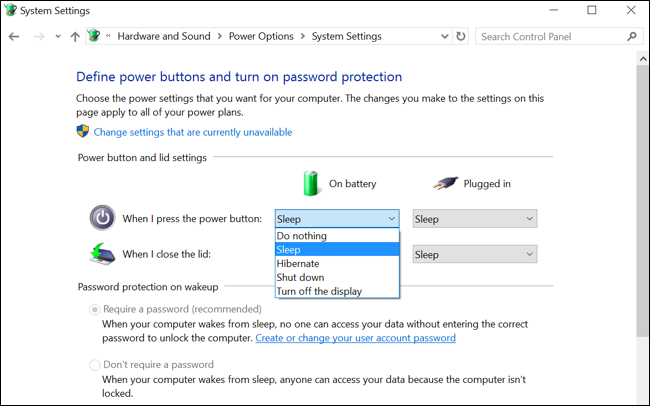 System Settings
« Hardware and Sound › Power Options › System Settings
Search Control Panel
Define power buttons and turn on password protection
Choose the power settings that you want for your computer. The changes you make to the settings on this
page apply to all of your power plans.
Change settings that are currently unavailable
Power button and lid settings
On battery Plugged in
When I press the power button: Sleep Sleep
Do nothing
Sleep
When I close the lid: Sleep
Hibernate
Shut down
Turn off the display
Password protection on wakeup
Require a password (recommended)
When your computer wakes from sleep, no one can access your data without entering the correct
password to unlock the computer. Create or change your user account password
Don't require a password
When your computer wakes from sleep, anyone can access your data because the computer isn't
locked.